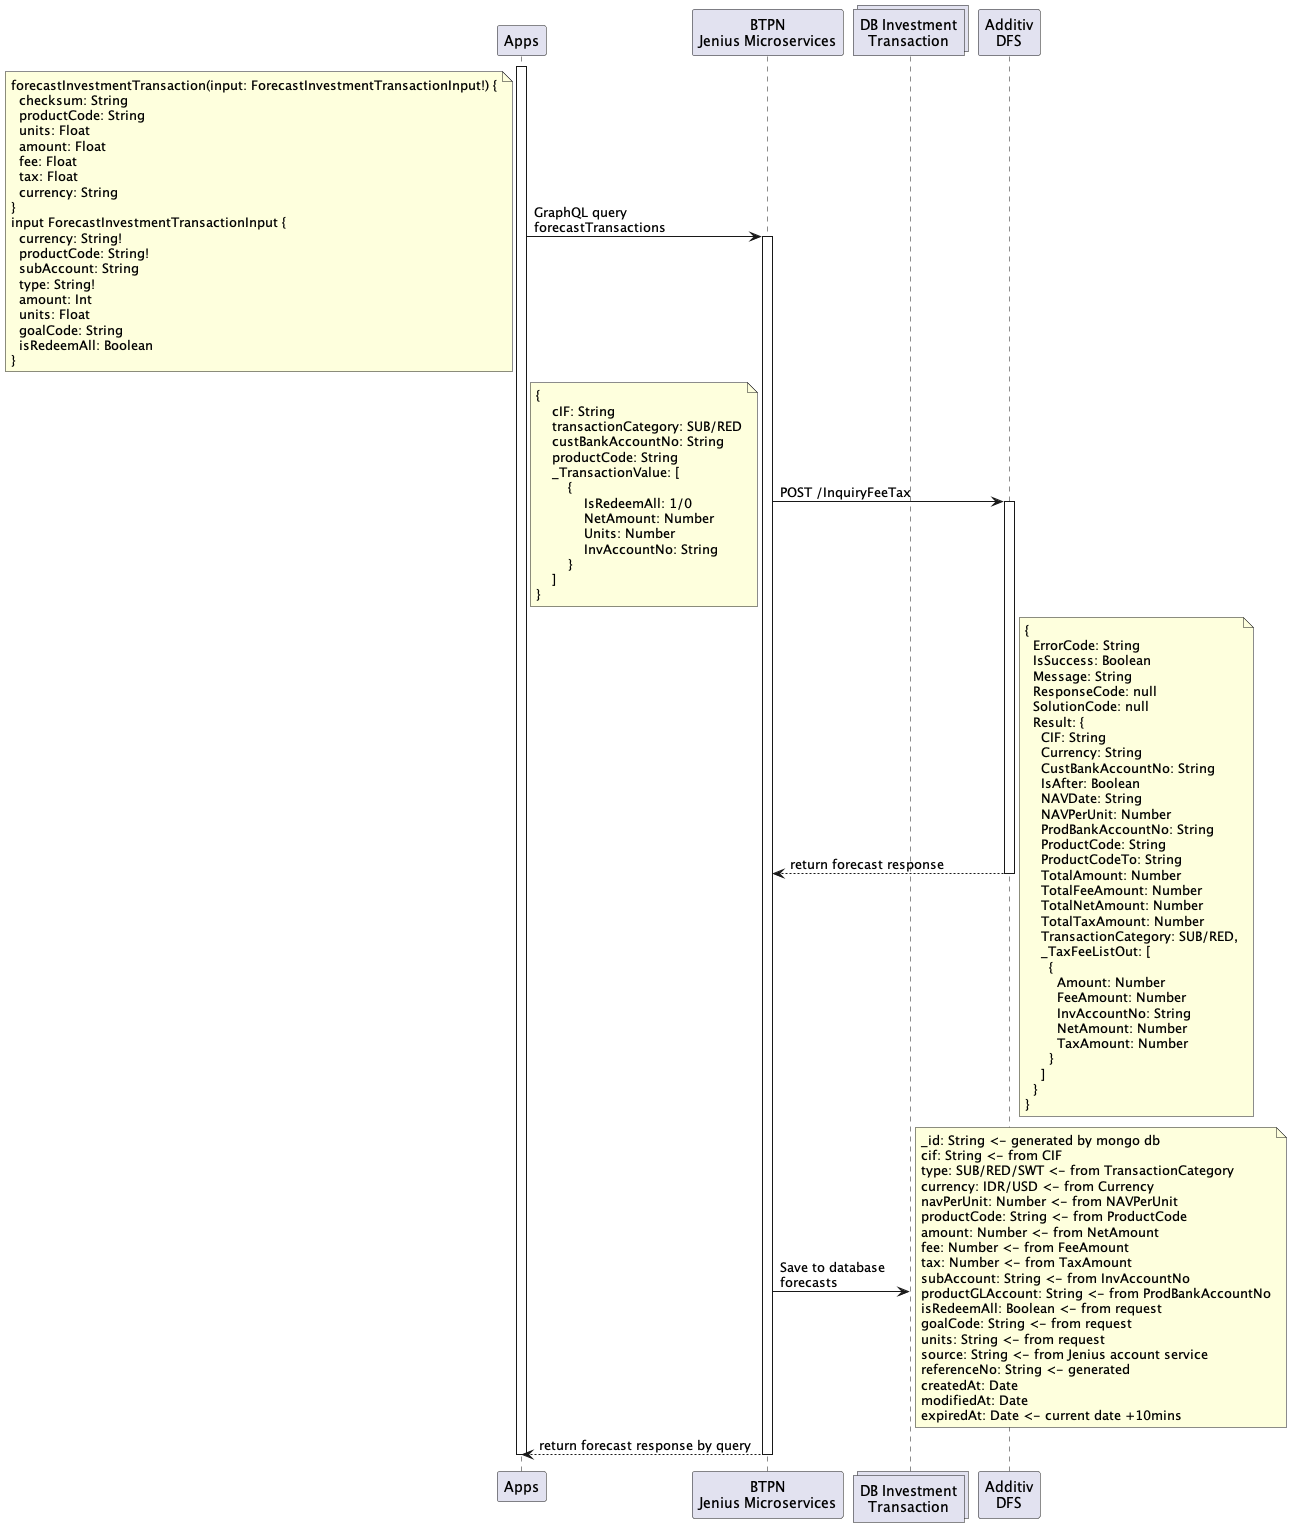 Apps
BTPN
Jenius Microservices
DB Investment
Transaction
Additiv
DFS
forecastInvestmentTransaction(input: ForecastInvestmentTransactionInput!) {
checksum: String
productCode: String
units: Float
amount: Float
fee: Float
tax: Float
currency: String
}
input ForecastInvestmentTransactionInput {
currency: String!
productCode: String!
subAccount: String
type: String!
amount: Int
units: Float
goalCode: String
isRedeemAll: Boolean
}
GraphQL query
forecastTransactions
{
cIF: String
transactionCategory: SUB/RED
custBankAccountNo: String
productCode: String
_TransactionValue: [
{
IsRedeemAll: 1/0
NetAmount: Number
Units: Number
InvAccountNo: String
}
]
}
POST /InquiryFeeTax
{
ErrorCode: String
IsSuccess: Boolean
Message: String
ResponseCode: null
SolutionCode: null
Result: {
CIF: String
Currency: String
CustBankAccountNo: String
IsAfter: Boolean
NAVDate: String
NAVPerUnit: Number
ProdBankAccountNo: String
ProductCode: String
ProductCodeTo: String
TotalAmount: Number
TotalFeeAmount: Number
TotalNetAmount: Number
TotalTaxAmount: Number
TransactionCategory: SUB/RED,
_TaxFeeListOut: [
{
Amount: Number
FeeAmount: Number
InvAccountNo: String
NetAmount: Number
TaxAmount: Number
}
]
}
}
return forecast response
_id: String <- generated by mongo db
cif: String <- from CIF
type: SUB/RED/SWT <- from TransactionCategory
currency: IDR/USD <- from Currency
navPerUnit: Number <- from NAVPerUnit
productCode: String <- from ProductCode
amount: Number <- from NetAmount
fee: Number <- from FeeAmount
tax: Number <- from TaxAmount
subAccount: String <- from InvAccountNo
productGLAccount: String <- from ProdBankAccountNo
isRedeemAll: Boolean <- from request
goalCode: String <- from request
units: String <- from request
source: String <- from Jenius account service
referenceNo: String <- generated
createdAt: Date
modifiedAt: Date
expiredAt: Date <- current date +10mins
Save to database
forecasts
return forecast response by query
Apps
BTPN
Jenius Microservices
DB Investment
Transaction
Additiv
DFS